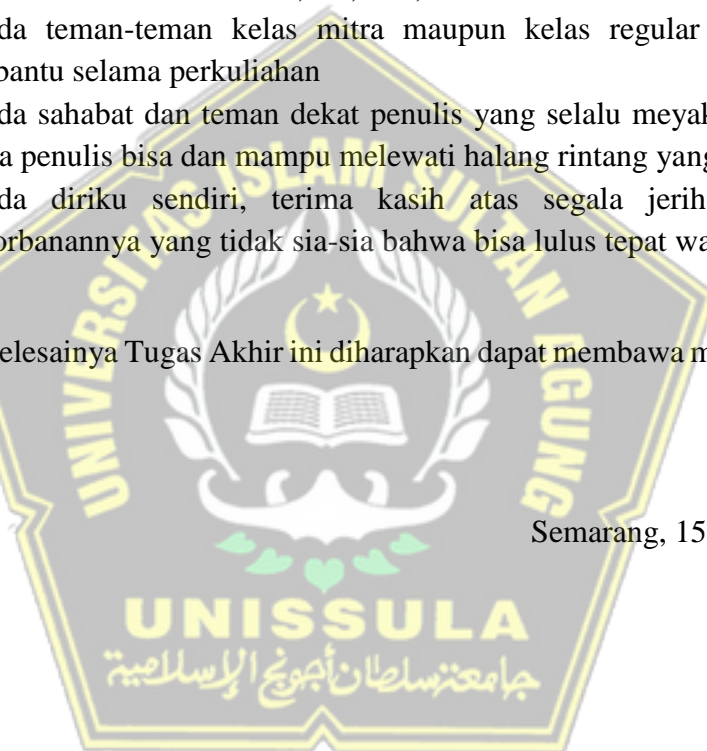 da teman-teman kelas mitra maupun kelas regular
bantu selama perkuliahan
da sahabat dan teman dekat penulis yang selalu meyak
a penulis bisa dan mampu melewati halang rintang yang
da diriku sendiri, terima kasih atas segala jerih
orbanannya yang tidak sia-sia bahwa bisa lulus tepat wa
elesainya Tugas Akhir ini diharapkan dapat membawa m
Semarang, 15
UNIVERSITAS ISLAM SULTAN AGUNG
UNISSULA
جامعتسلطان أجونج الإسلامية